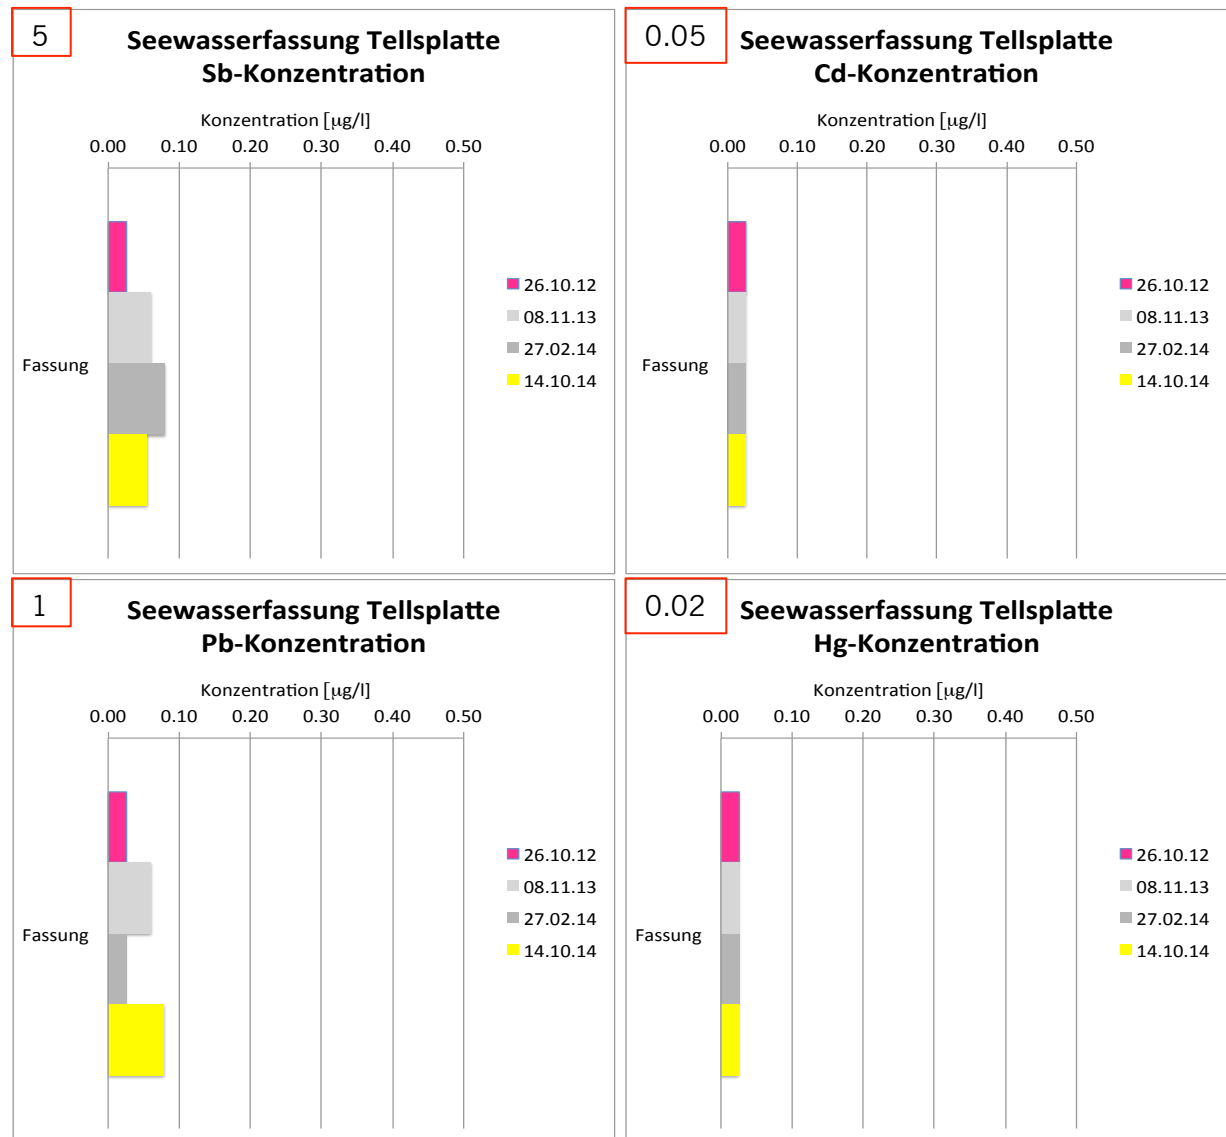 5
Seewasserfassung Tellsplatte
Sb-Konzentration
Konzentration [µg/l]
0.00 0.10 0.20 0.30 0.40 0.50
Fassung
26.10.12
08.11.13
27.02.14
14.10.14
0.05
Seewasserfassung Tellsplatte
Cd-Konzentration
Konzentration [µg/l]
0.00 0.10 0.20 0.30 0.40 0.50
Fassung
26.10.12
08.11.13
27.02.14
14.10.14
1
Seewasserfassung Tellsplatte
Pb-Konzentration
Konzentration [µg/l]
0.00 0.10 0.20 0.30 0.40 0.50
Fassung
26.10.12
08.11.13
27.02.14
14.10.14
0.02
Seewasserfassung Tellsplatte
Hg-Konzentration
Konzentration [µg/l]
0.00 0.10 0.20 0.30 0.40 0.50
Fassung
26.10.12
08.11.13
27.02.14
14.10.14